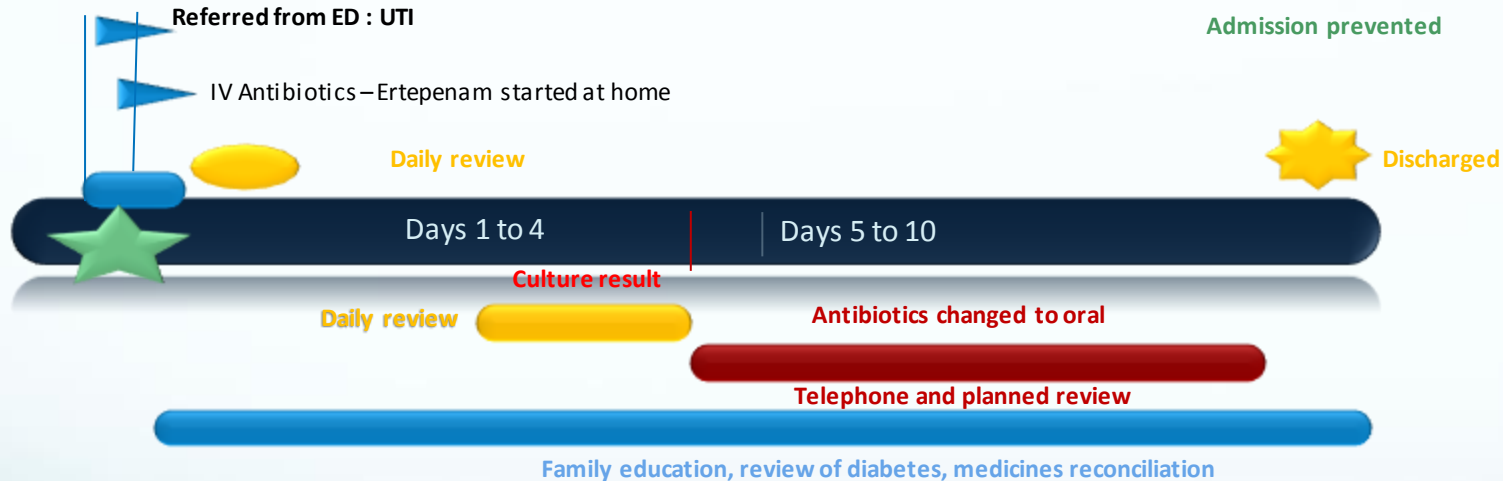 Referred from ED : UTI
Admission prevented
IV Antibiotics – Ertepenam started at home
Daily review
Discharged
Days 1 to 4
Days 5 to 10
Culture result
Daily review
Antibiotics changed to oral
Telephone and planned review
Family education, review of diabetes, medicines reconciliation